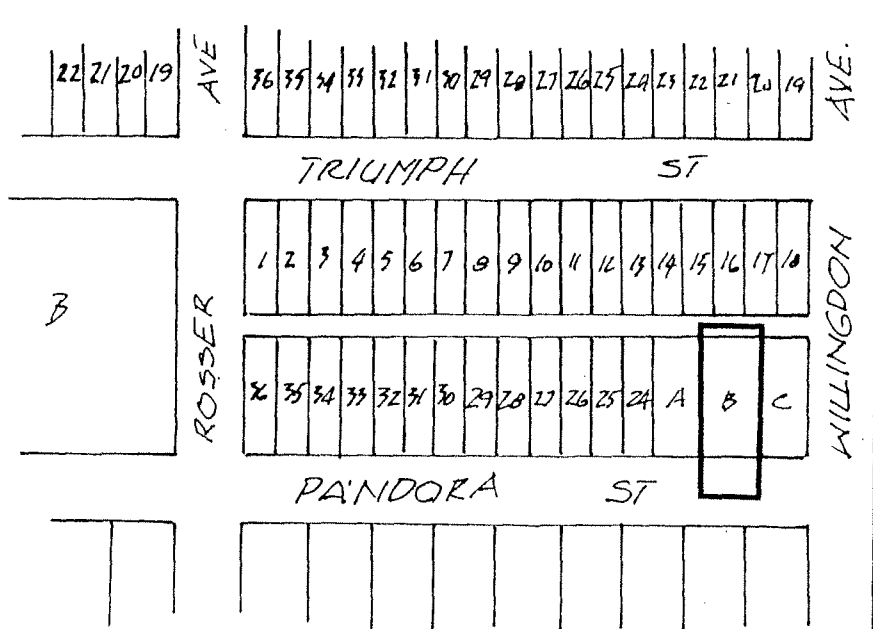 22 21 20 19
AVE
36 35 34 33 32 31 30 29 28 27 26 25 24 23 22 21 20 19
AVE.
TRIUMPH ST
1 2 3 4 5 6 7 8 9 10 11 12 13 14 15 16 17 18
B
ROSSER
WILLINGDON
36 35 34 33 32 31 30 29 28 27 26 25 24 A B C
PANDORA ST